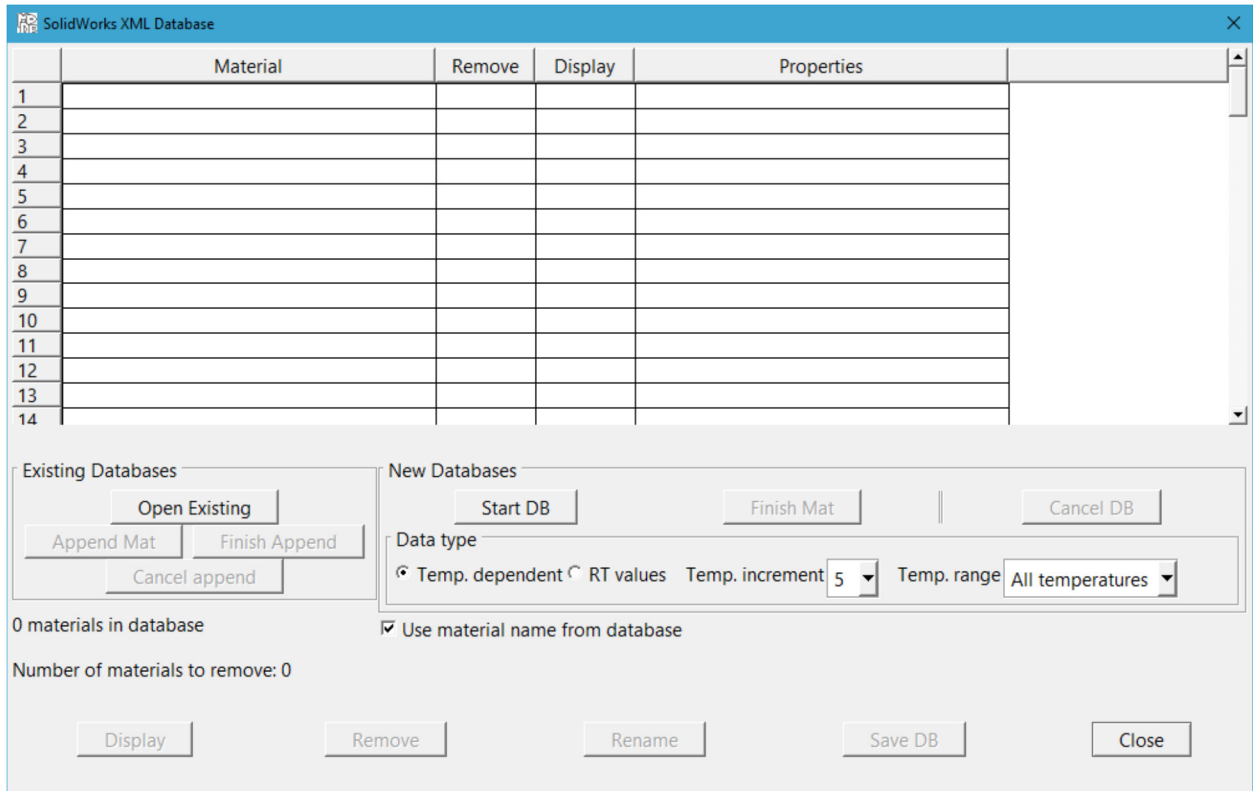 SolidWorks XML Database
Material Remove Display Properties
1
2
3
4
5
6
7
8
9
10
11
12
13
14
Existing Databases
Open Existing
Append Mat Finish Append
Cancel append
New Databases
Start DB Finish Mat Cancel DB
Data type
Temp. dependent RT values Temp. increment 5 Temp. range All temperatures
0 materials in database
Use material name from database
Number of materials to remove: 0
Display Remove Rename Save DB Close